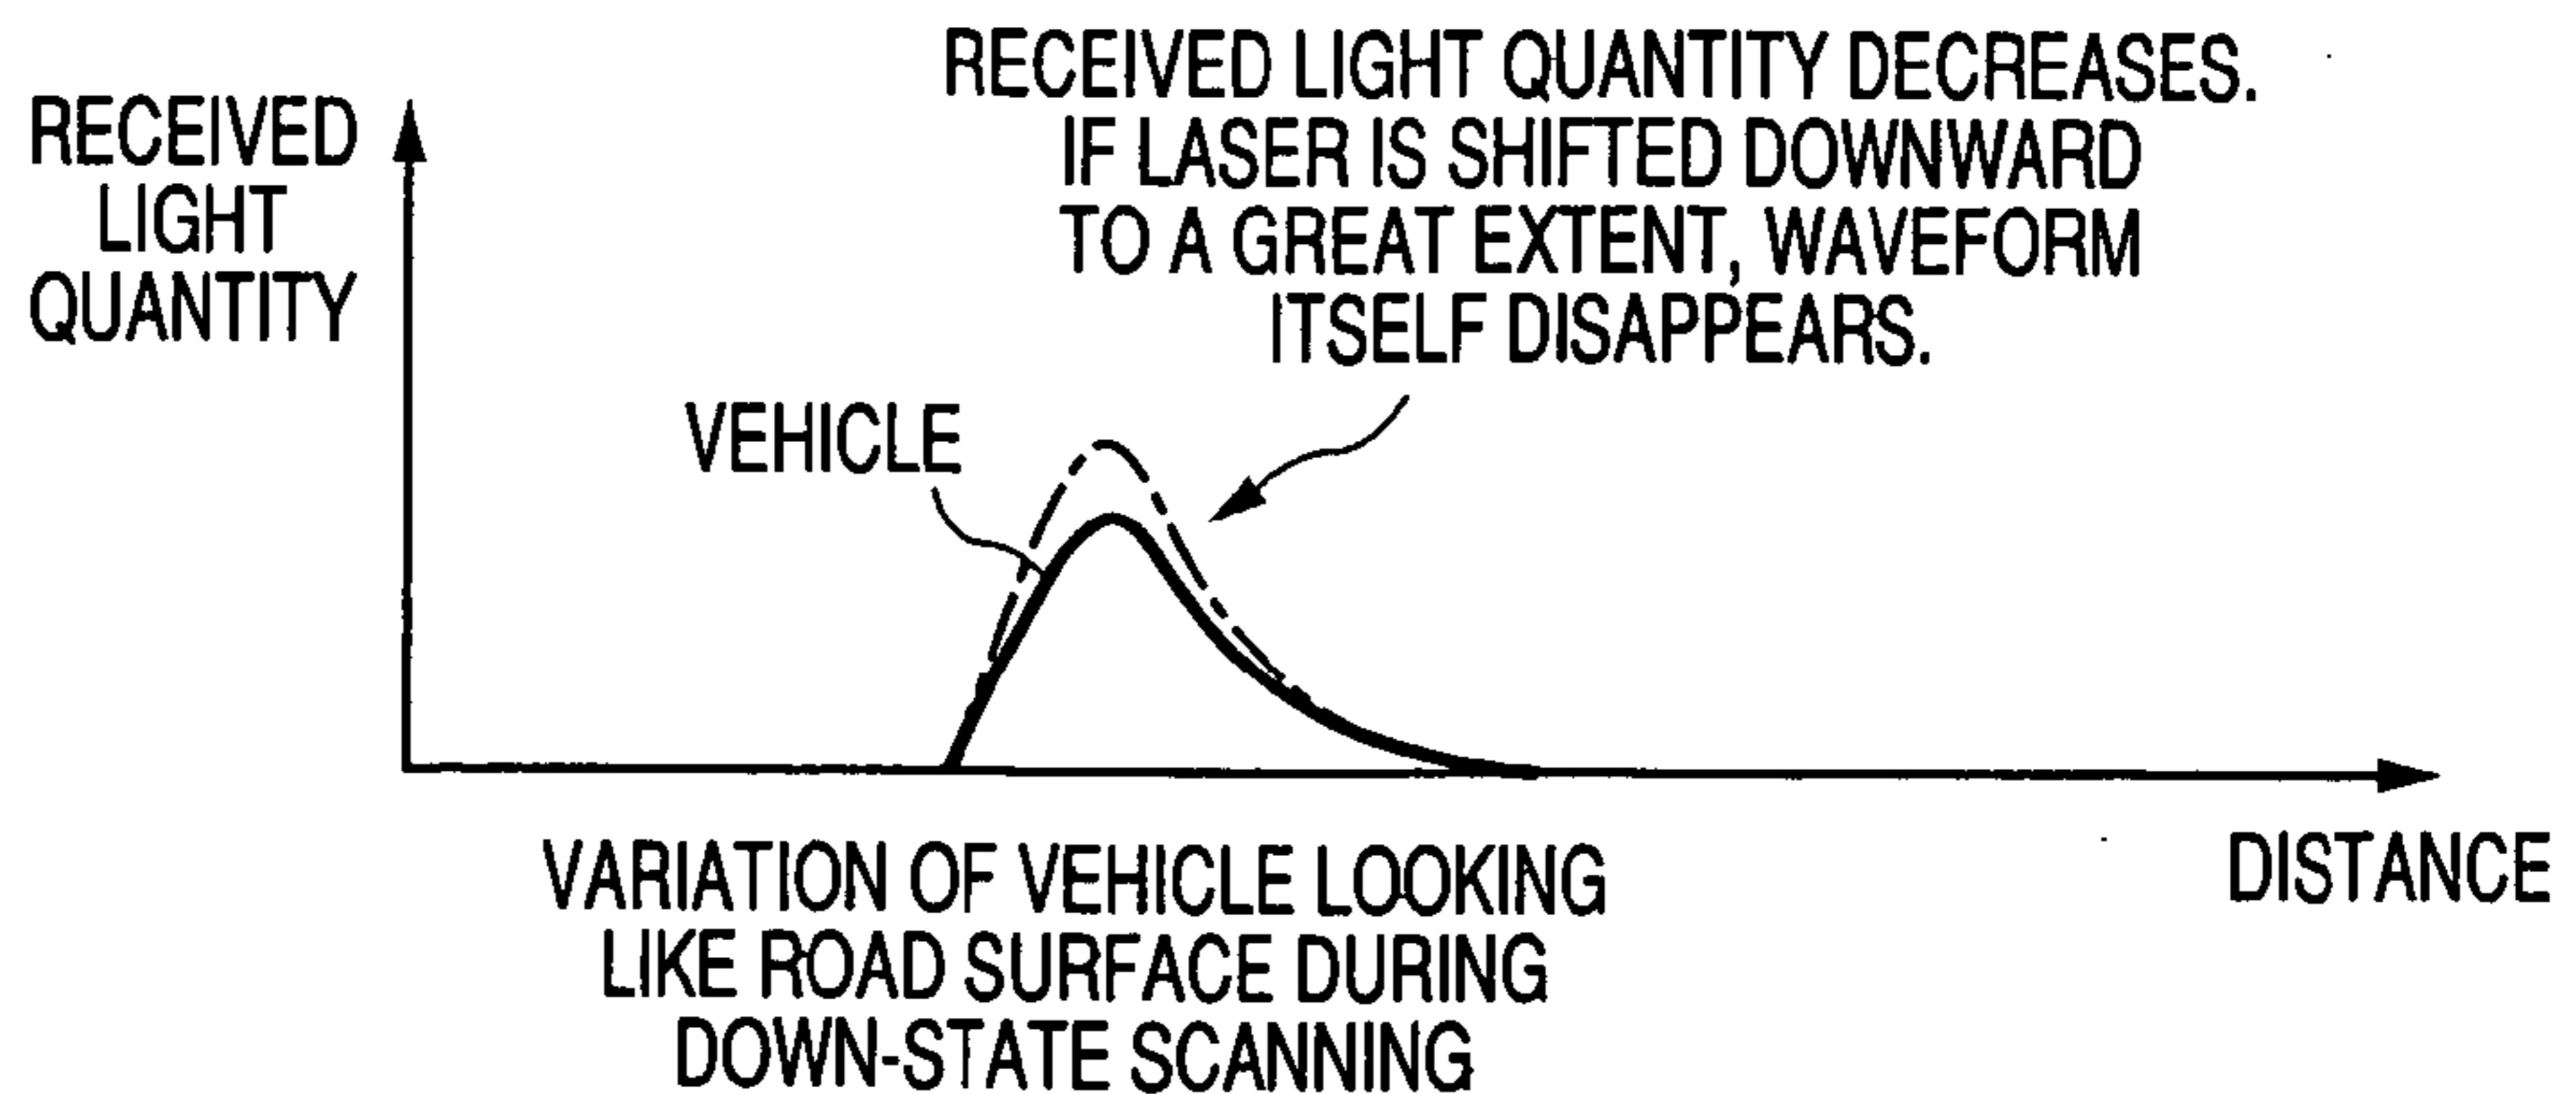 RECEIVED LIGHT QUANTITY DECREASES.
IF LASER IS SHIFTED DOWNWARD
TO A GREAT EXTENT, WAVEFORM
ITSELF DISAPPEARS.
RECEIVED
LIGHT
QUANTITY
VEHICLE
DISTANCE
VARIATION OF VEHICLE LOOKING
LIKE ROAD SURFACE DURING
DOWN-STATE SCANNING